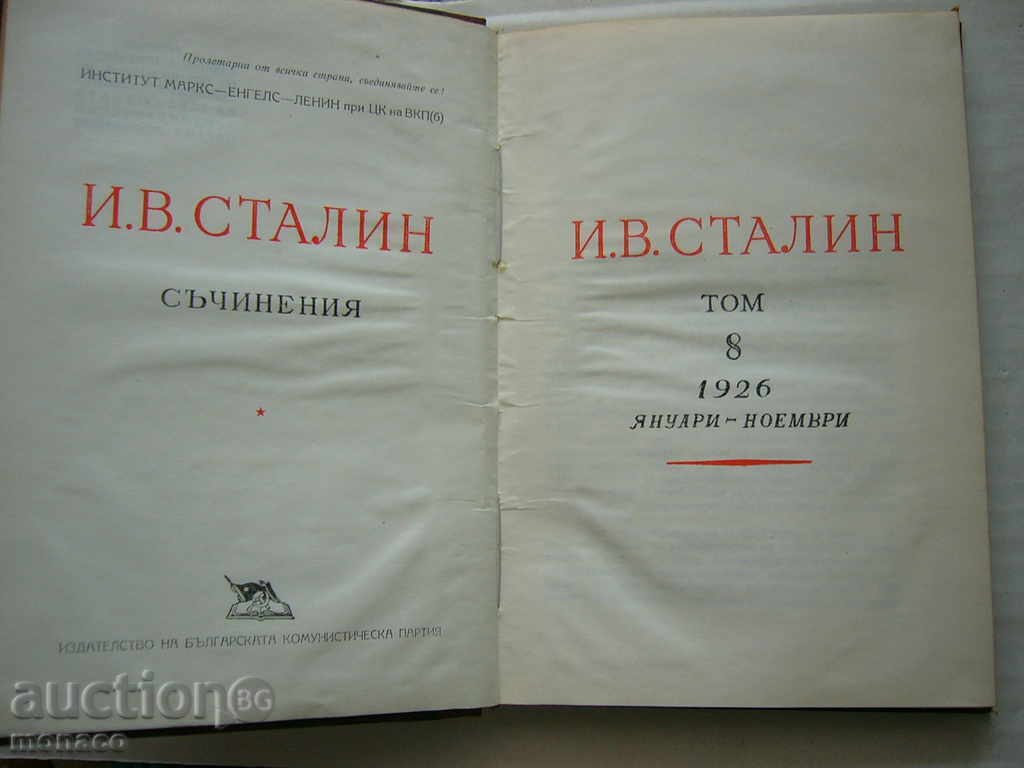 Пролетарии от всички страни, съединявайте се!
ИНСТИТУТ МАРКС—ЕНГЕЛС—ЛЕНИН при ЦК на ВКП(б)
И.В. СТАЛИН
СЪЧИНЕНИЯ
ИЗДАТЕЛСТВО НА БЪЛГАРСКАТА КОМУНИСТИЧЕСКА ПАРТИЯ
И.В. СТАЛИН
ТОМ
8
1926
ЯНУАРИ – НОЕМВРИ
auction BG
monaco